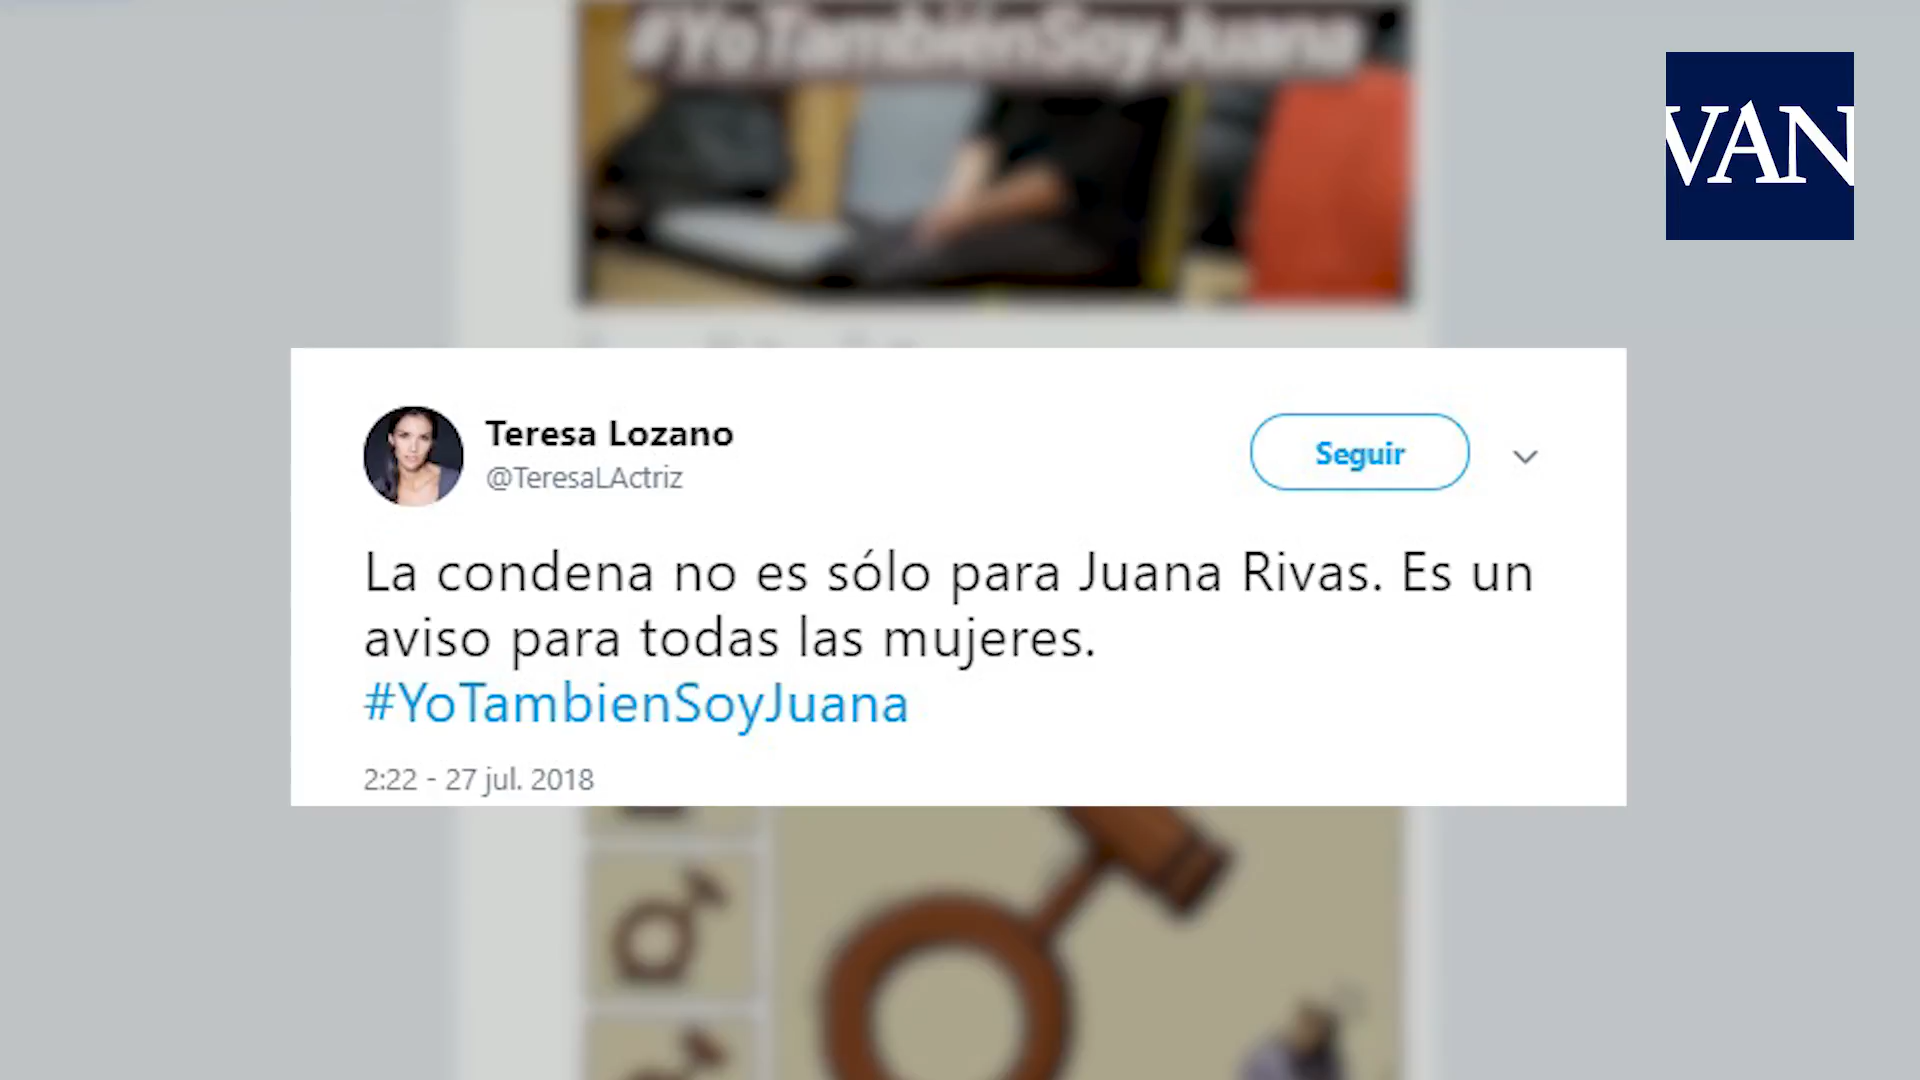 #YoTambiénSoyJuana
VAN
Teresa Lozano
@TeresaLActriz
Seguir
La condena no es sólo para Juana Rivas. Es un
aviso para todas las mujeres.
#YoTambienSoyJuana
2:22 - 27 jul. 2018